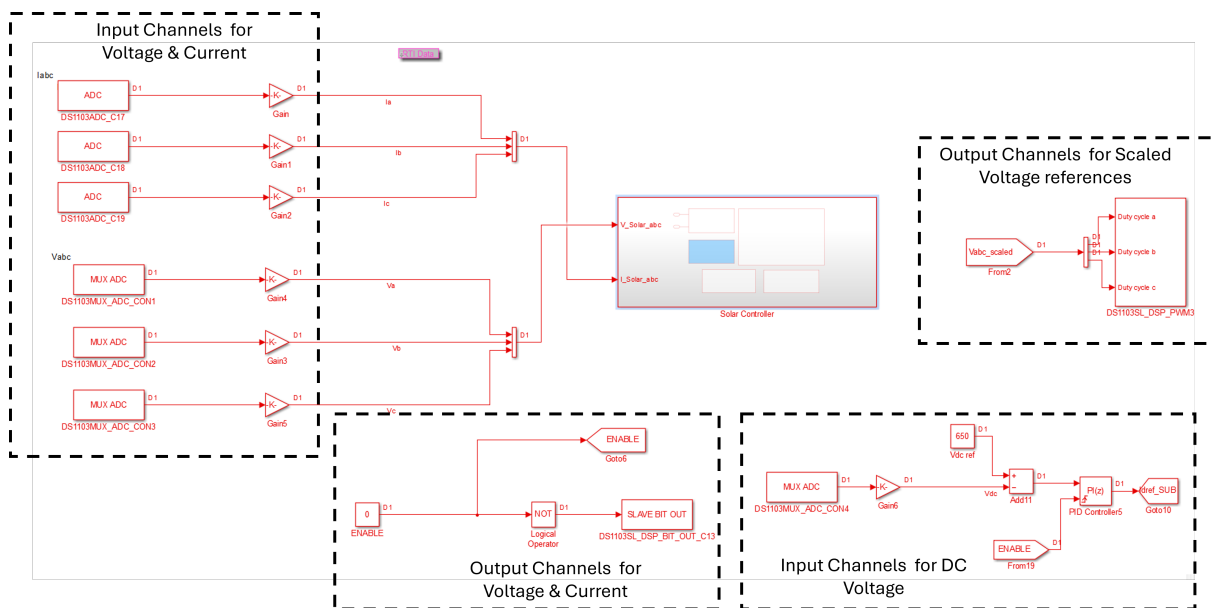 Input Channels for
Voltage & Current
RTI Data
Iabc
ADC
D1
-K-
D1
Ia
DS1103ADC_C17
Gain
ADC
D1
-K-
D1
Ib
D1
DS1103ADC_C18
Gain1
ADC
D1
-K-
D1
Ic
DS1103ADC_C19
Gain2
Vabc
MUX ADC
D1
-K-
D1
Va
DS1103MUX_ADC_CON1
Gain4
MUX ADC
D1
-K-
D1
Vb
D1
DS1103MUX_ADC_CON2
Gain3
MUX ADC
D1
-K-
D1
Vc
DS1103MUX_ADC_CON3
Gain5
V_Solar_abc
I_Solar_abc
Solar Controller
Output Channels for Scaled
Voltage references
Vabc_scaled
D1
From2
D1
D1
D1
Duty cycle a
Duty cycle b
Duty cycle c
DS1103SL_DSP_PWM3
ENABLE
Goto6
0
D1
ENABLE
NOT
D1
Logical
Operator
SLAVE BIT OUT
DS1103SL_DSP_BIT_OUT_C13
Output Channels for
Voltage & Current
650
D1
Vdc ref
MUX ADC
D1
-K-
D1
Vdc
DS1103MUX_ADC_CON4
Gain6
+
−
D1
Add11
PI(z)
D1
PID Controller5
Idref_SUB
Goto10
ENABLE
D1
From19
Input Channels for DC
Voltage